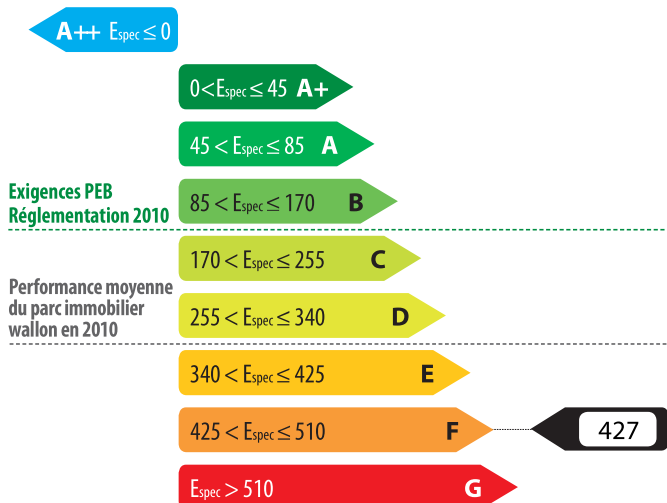 A++ Espec ≤ 0
0 < Espec ≤ 45 A+
45 < Espec ≤ 85 A
Exigences PEB
Réglementation 2010
85 < Espec ≤ 170 B
170 < Espec ≤ 255 C
Performance moyenne
du parc immobilier
wallon en 2010
255 < Espec ≤ 340 D
340 < Espec ≤ 425 E
425 < Espec ≤ 510 F
427
Espec > 510 G